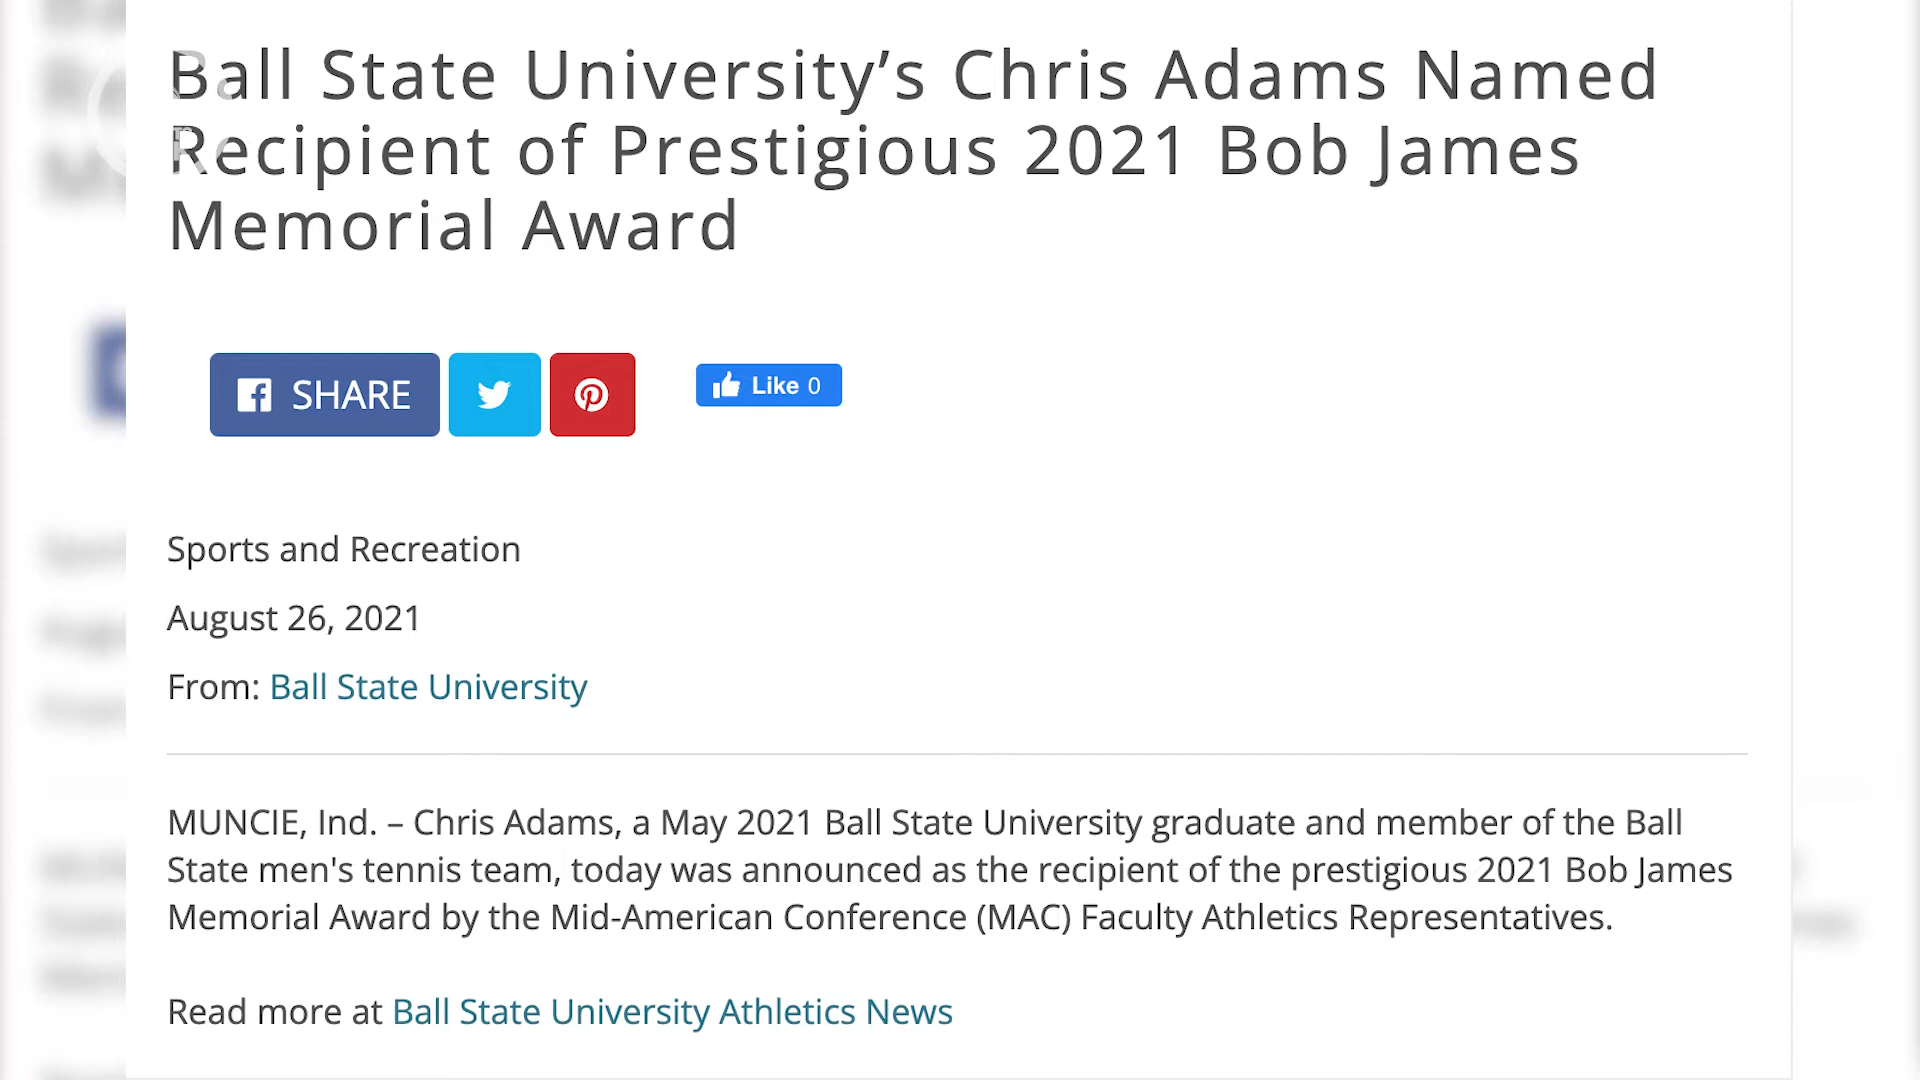 Ball State University’s Chris Adams Named
Recipient of Prestigious 2021 Bob James
Memorial Award
SHARE
Like 0
Sports and Recreation
August 26, 2021
From: Ball State University
MUNCIE, Ind. – Chris Adams, a May 2021 Ball State University graduate and member of the Ball
State men's tennis team, today was announced as the recipient of the prestigious 2021 Bob James
Memorial Award by the Mid-American Conference (MAC) Faculty Athletics Representatives.
Read more at Ball State University Athletics News